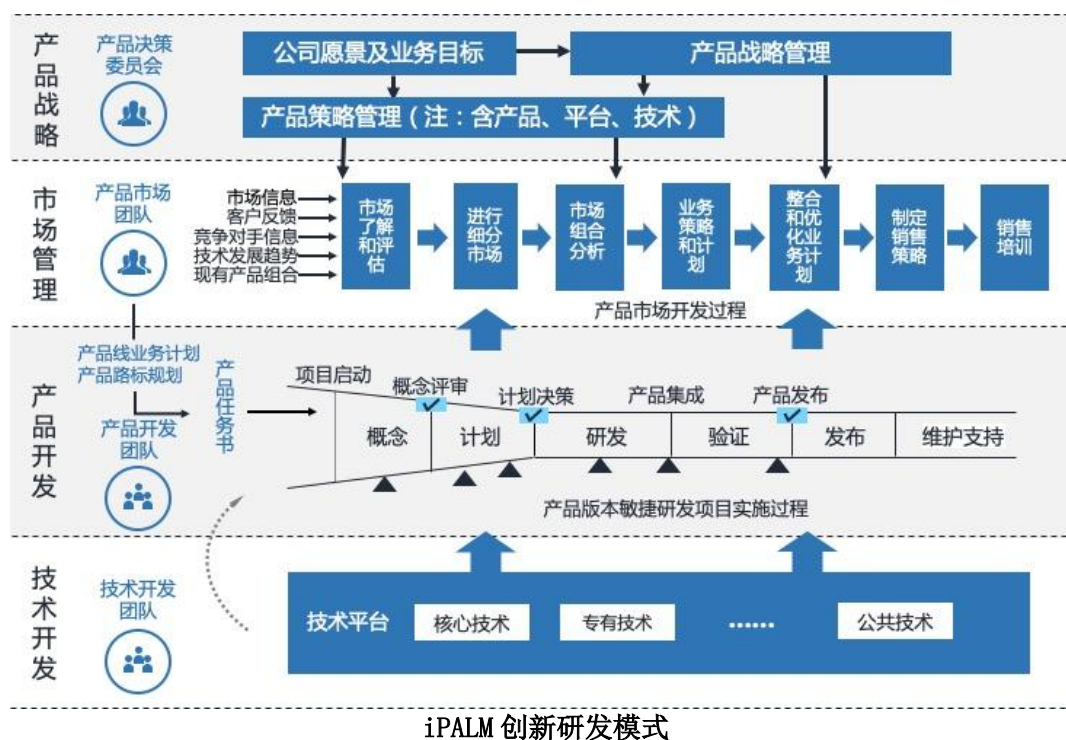 产品战略
产品决策
委员会
公司愿景及业务目标
产品战略管理
产品策略管理（注：含产品、平台、技术）
市场管理
产品市场
团队
市场信息
客户反馈
竞争对手信息
技术发展趋势
现有产品组合
市场
了解
和评
估
进行
细分
市场
市场
组合
分析
业务
策略
和计
划
整合
和优
化业
务计
划
制定
销售
策略
销售
培训
产品市场开发过程
产品开发
产品线业务计划
产品路标规划
产品开发
团队
产品任务书
项目启动
概念评审
计划决策
产品集成
产品发布
概念
计划
研发
验证
发布
维护支持
产品版本敏捷研发项目实施过程
技术开发
技术开发
团队
技术平台
核心技术
专有技术
……
公共技术
iPALM创新研发模式